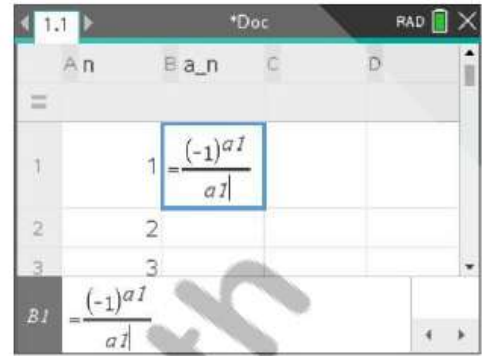 1.1 *Doc RAD
A n B a_n C D
=
1 1 =(-1)^a1/a1
2 2
3 3
B1 =(-1)^a1/a1